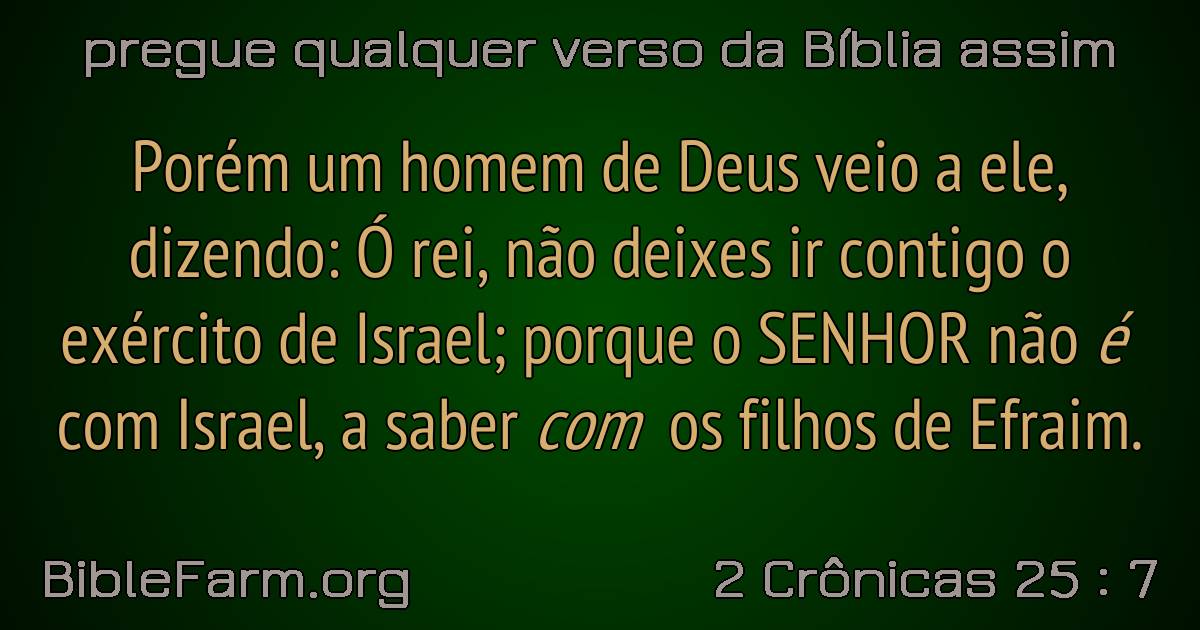 pregue qualquer verso da Bíblia assim
Porém um homem de Deus veio a ele,
dizendo: Ó rei, não deixes ir contigo o
exército de Israel; porque o SENHOR não é
com Israel, a saber com os filhos de Efraim.
BibleFarm.org
2 Crônicas 25 : 7